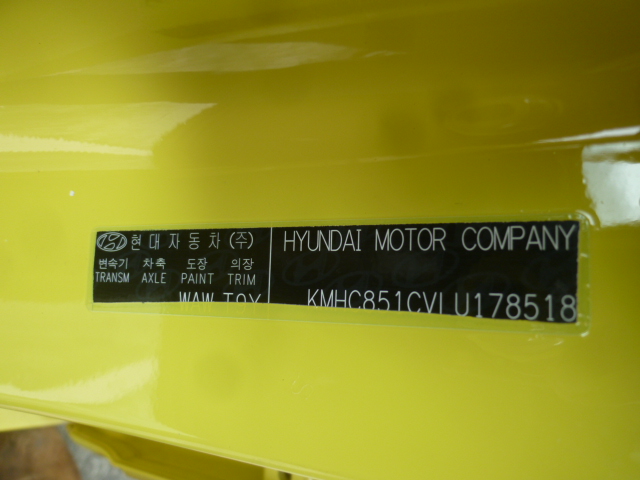 현대자동차(주)
변속기 차축 도장 의장
TRANSM AXLE PAINT TRIM
WAW TOY
HYUNDAI MOTOR COMPANY
KMHC851CVLU178518